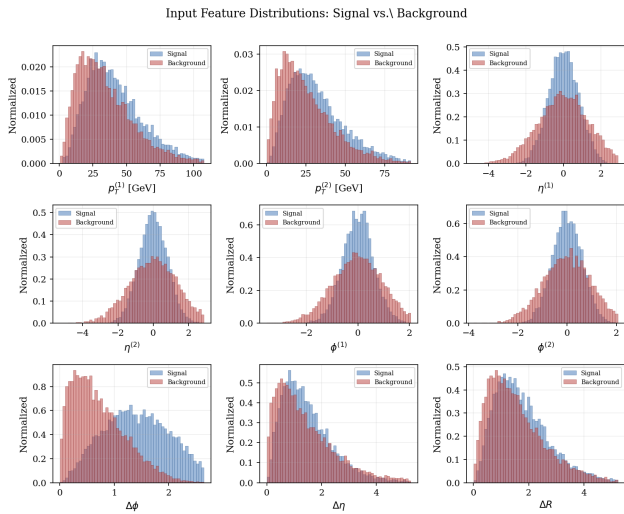 Input Feature Distributions: Signal vs.\ Background
Normalized
0.020
0.015
0.010
0.005
0.000
Signal
Background
0 25 50 75 100
p_T^(1) [GeV]
Normalized
0.03
0.02
0.01
0.00
Signal
Background
0 25 50 75
p_T^(2) [GeV]
Normalized
0.5
0.4
0.3
0.2
0.1
0.0
Signal
Background
−4 −2 0 2
η^(1)
Normalized
0.5
0.4
0.3
0.2
0.1
0.0
Signal
Background
−4 −2 0 2
η^(2)
Normalized
0.6
0.4
0.2
0.0
Signal
Background
−4 −2 0 2
ϕ^(1)
Normalized
0.6
0.4
0.2
0.0
Signal
Background
−4 −2 0 2
ϕ^(2)
Normalized
0.8
0.6
0.4
0.2
0.0
Signal
Background
0 1 2
Δϕ
Normalized
0.5
0.4
0.3
0.2
0.1
0.0
Signal
Background
0 2 4
Δη
Normalized
0.5
0.4
0.3
0.2
0.1
0.0
Signal
Background
0 2 4
ΔR